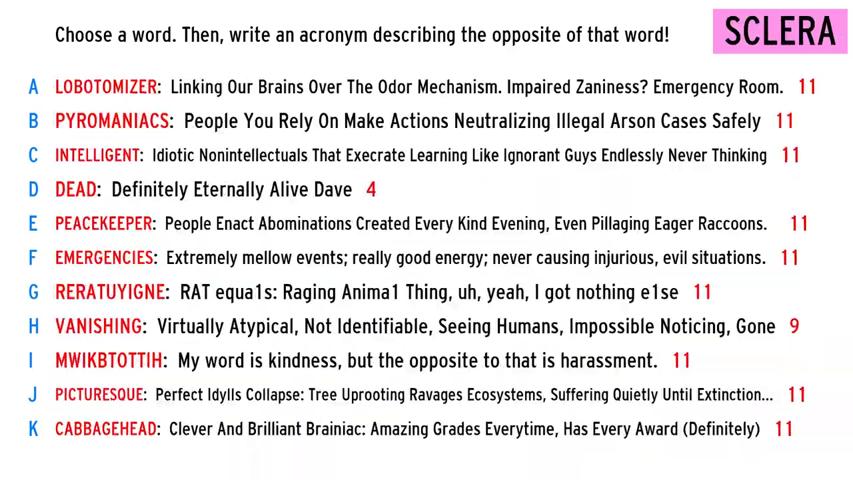 Choose a word. Then, write an acronym describing the opposite of that word!
SCLERA
A LOBOTOMIZER: Linking Our Brains Over The Odor Mechanism. Impaired Zaniness? Emergency Room. 11
B PYROMANIACS: People You Rely On Make Actions Neutralizing Illegal Arson Cases Safely 11
C INTELLIGENT: Idiotic Nonintellectuals That Execrate Learning Like Ignorant Guys Endlessly Never Thinking 11
D DEAD: Definitely Eternally Alive Dave 4
E PEACEKEEPER: People Enact Abominations Created Every Kind Evening, Even Pillaging Eager Raccoons. 11
F EMERGENCIES: Extremely mellow events; really good energy; never causing injurious, evil situations. 11
G RERATUYIGNE: RAT equa1s: Raging Anima1 Thing, uh, yeah, I got nothing e1se 11
H VANISHING: Virtually Atypical, Not Identifiable, Seeing Humans, Impossible Noticing, Gone 9
I MWIKBTOTTIH: My word is kindness, but the opposite to that is harassment. 11
J PICTURESQUE: Perfect Idylls Collapse: Tree Uprooting Ravages Ecosystems, Suffering Quietly Until Extinction... 11
K CABBAGEHEAD: Clever And Brilliant Brainiac: Amazing Grades Everytime, Has Every Award (Definitely) 11